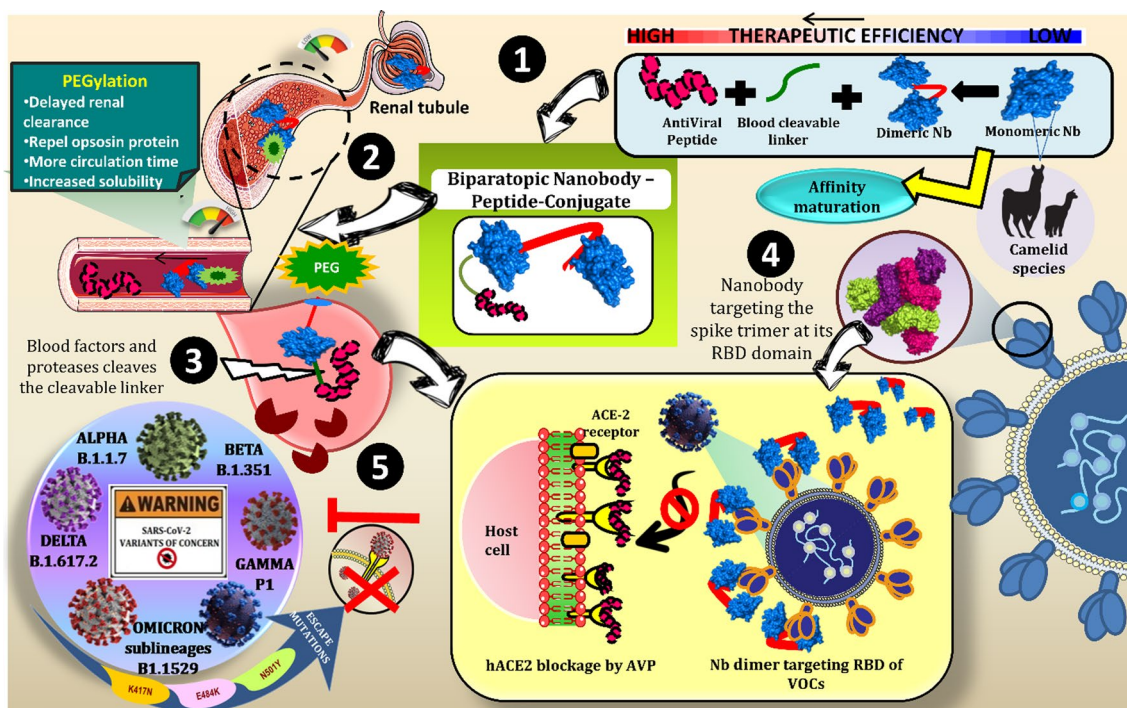 HIGH THERAPEUTIC EFFICIENCY LOW
1
AntiViral
Peptide
Blood cleavable
linker
Dimeric Nb
Monomeric Nb
Affinity
maturation
Camelid
species
LOW
Renal tubule
PEGylation
•Delayed renal
clearance
•Repel opsosin protein
•More circulation time
•Increased solubility
HIGH
2
Biparatopic Nanobody –
Peptide-Conjugate
PEG
3
Blood factors and
proteases cleaves
the cleavable linker
4
Nanobody
targeting the
spike trimer at its
RBD domain
ACE-2
receptor
Host
cell
hACE2 blockage by AVP
Nb dimer targeting RBD of
VOCs
5
ALPHA
B.1.1.7
BETA
B.1.351
WARNING
SARS-CoV-2
VARIANTS OF CONCERN
DELTA
B.1.617.2
GAMMA
P1
OMICRON
sublineages
B1.1529
ESCAPE
MUTATIONS
K417N
E484K
N501Y